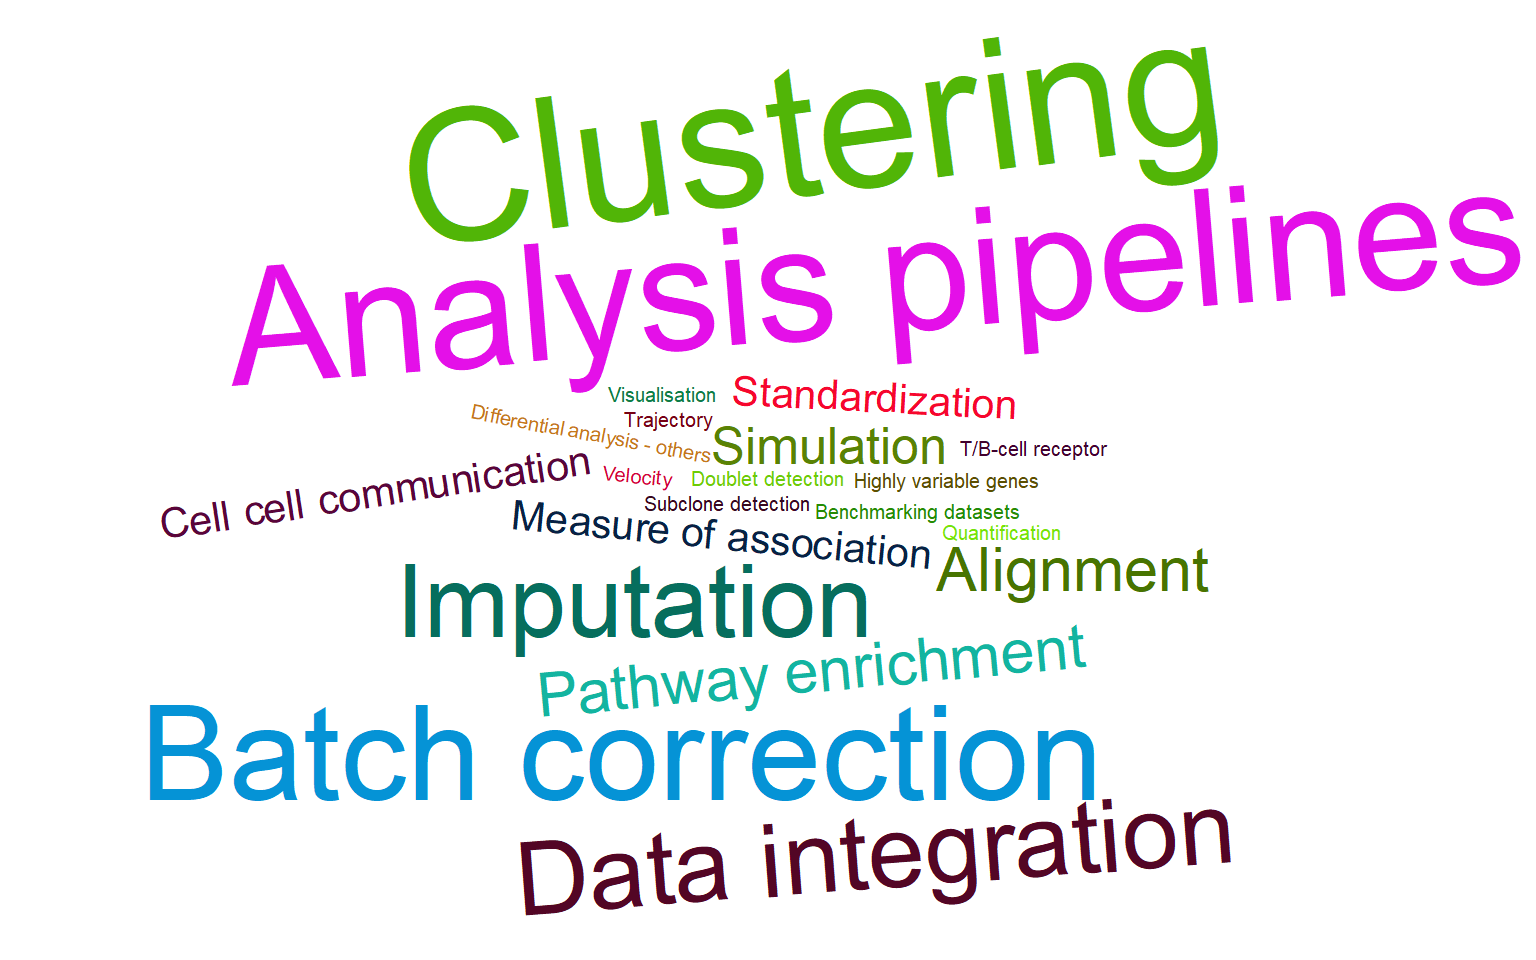 Clustering
Analysis pipelines
Visualisation
Standardization
Differential analysis - others
Trajectory
Simulation
T/B-cell receptor
Cell cell communication
Velocity
Doublet detection
Highly variable genes
Subclone detection
Benchmarking datasets
Measure of association
Quantification
Imputation
Alignment
Pathway enrichment
Batch correction
Data integration